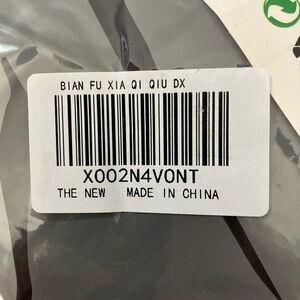 BIAN FU XIA QI QIU DX
X002N4V0NT
THE NEW MADE IN CHINA